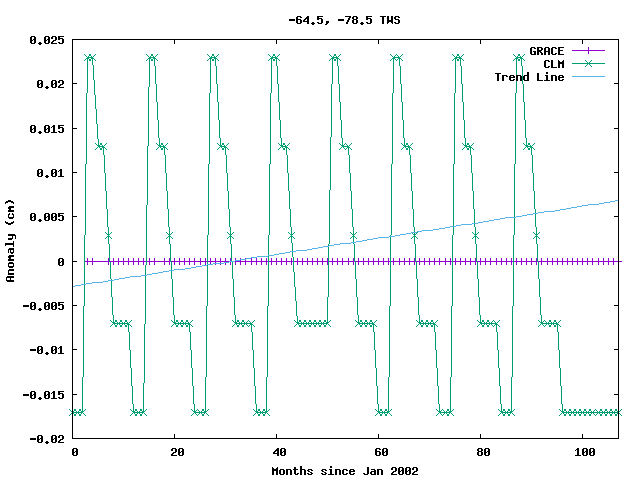 -64.5, -78.5 TWS
GRACE
CLM
Trend Line
0.025
0.02
0.015
0.01
0.005
0
-0.005
-0.01
-0.015
-0.02
Anomaly (cm)
0 20 40 60 80 100
Months since Jan 2002